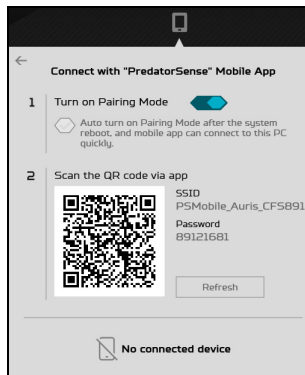 Connect with "PredatorSense" Mobile App
1 Turn on Pairing Mode
Auto turn on Pairing Mode after the system
reboot, and mobile app can connect to this PC
quickly.
2 Scan the QR code via app
SSID
PSMobile_Auris_CFS891
Password
89121681
Refresh
No connected device